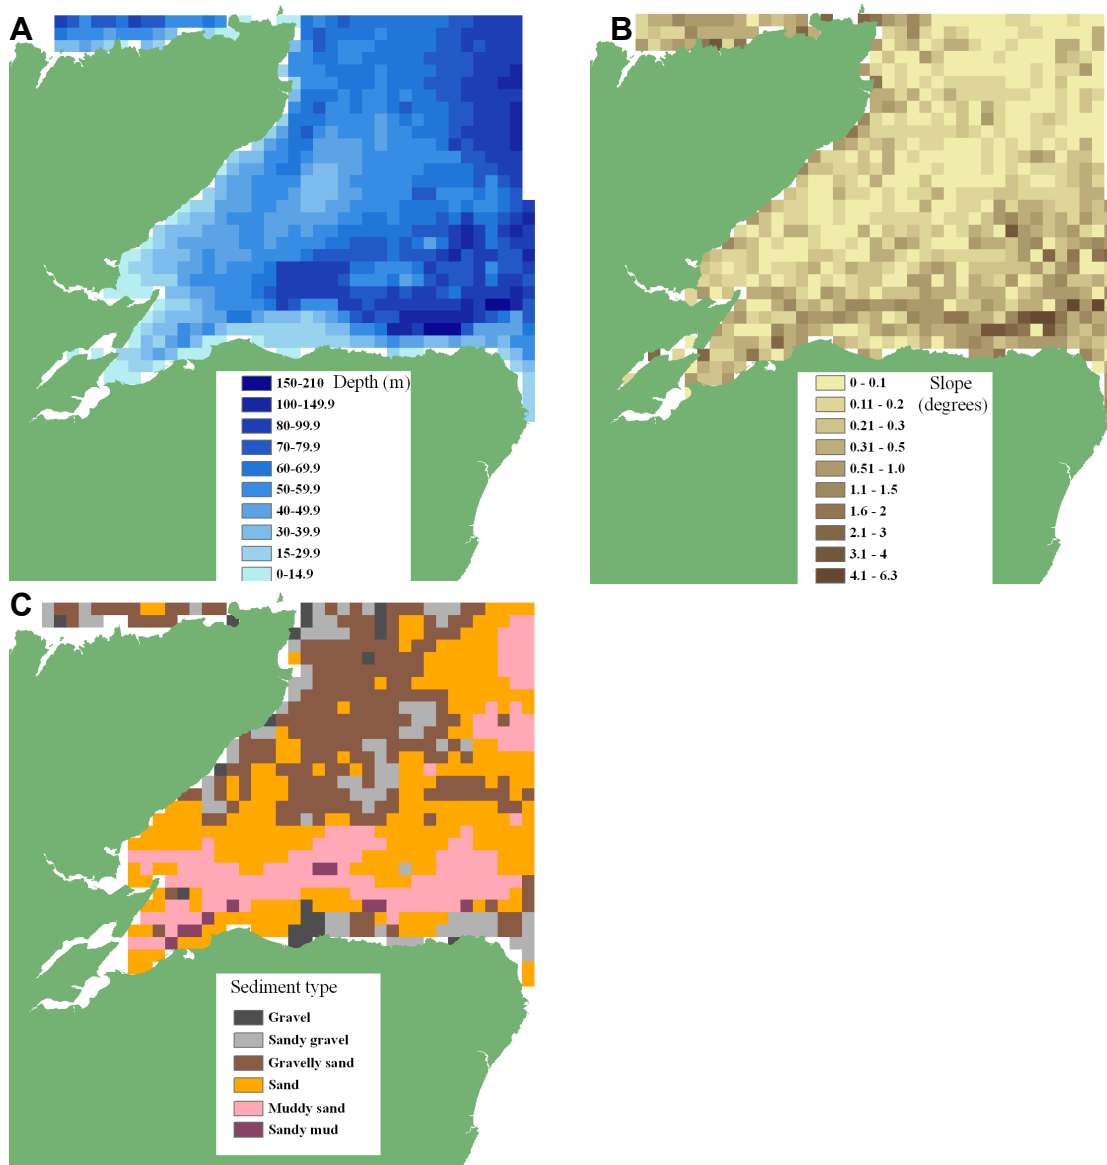 A
150-210 Depth (m)
100-149.9
80-99.9
70-79.9
60-69.9
50-59.9
40-49.9
30-39.9
15-29.9
0-14.9
B
0 - 0.1 Slope
0.11 - 0.2 (degrees)
0.21 - 0.3
0.31 - 0.5
0.51 - 1.0
1.1 - 1.5
1.6 - 2
2.1 - 3
3.1 - 4
4.1 - 6.3
C
Sediment type
Gravel
Sandy gravel
Gravelly sand
Sand
Muddy sand
Sandy mud